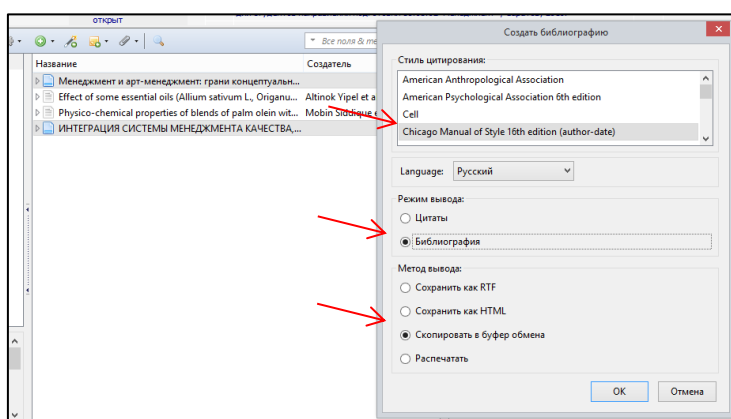 открыт
Все поля &
Название Создатель
Менеджмент и арт-менеджмент: грани концептуальн...
Effect of some essential oils (Allium sativum L., Origanu... Altinok Yipel et a
Physico-chemical properties of blends of palm olein wit... Mobin Siddique
ИНТЕГРАЦИЯ СИСТЕМЫ МЕНЕДЖМЕНТА КАЧЕСТВА,...
Создать библиографию
Стиль цитирования:
American Anthropological Association
American Psychological Association 6th edition
Cell
Chicago Manual of Style 16th edition (author-date)
Language: Русский
Режим вывода:
Цитаты
Библиография
Метод вывода:
Сохранить как RTF
Сохранить как HTML
Скопировать в буфер обмена
Распечатать
OK Отмена